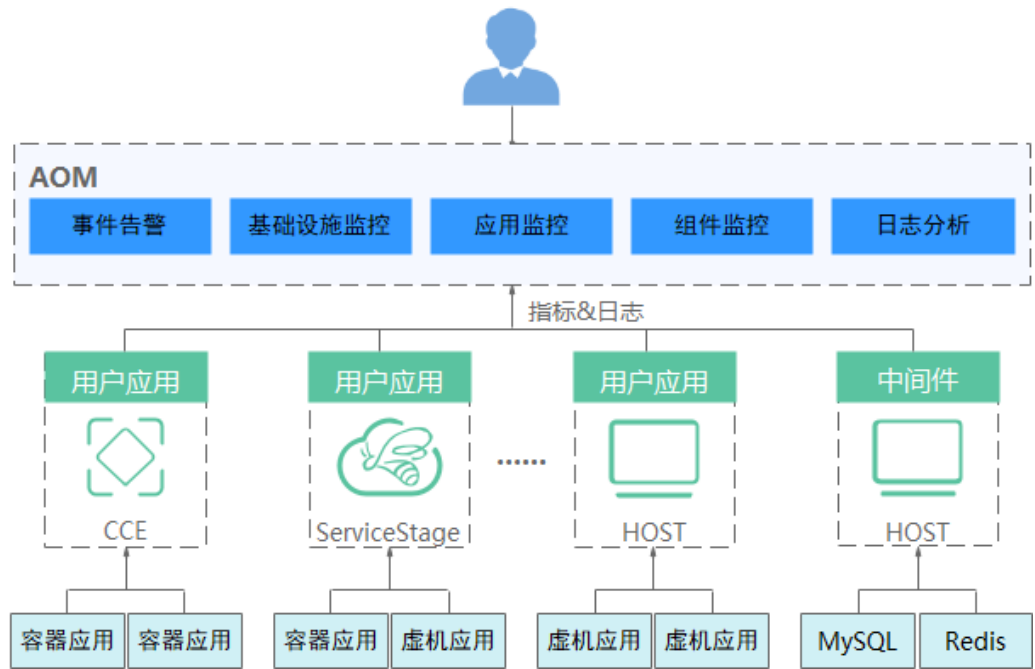 AOM
事件告警
基础设施监控
应用监控
组件监控
日志分析
指标&日志
用户应用
用户应用
用户应用
中间件
......
CCE
ServiceStage
HOST
HOST
容器应用
容器应用
容器应用
虚机应用
虚机应用
虚机应用
MySQL
Redis